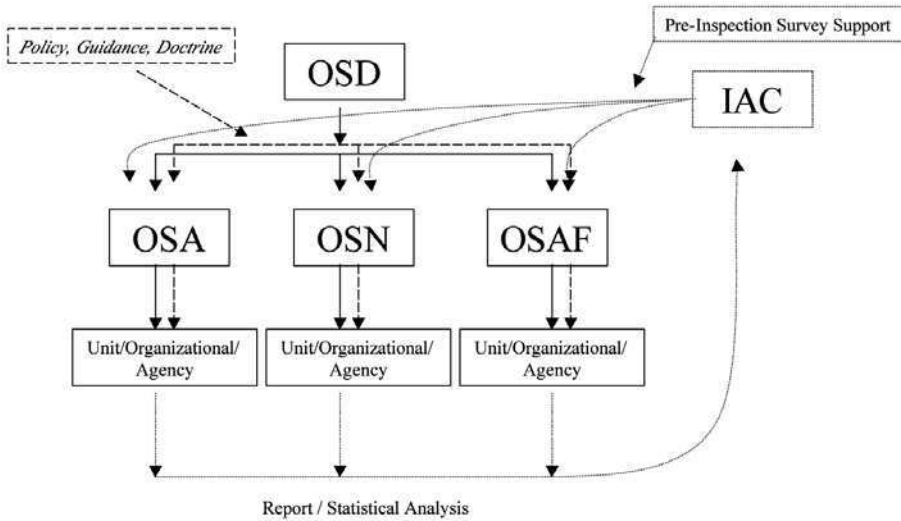 Pre-Inspection Survey Support
Policy, Guidance, Doctrine
OSD
IAC
OSA
OSN
OSAF
Unit/Organizational/
Agency
Unit/Organizational/
Agency
Unit/Organizational/
Agency
Report / Statistical Analysis